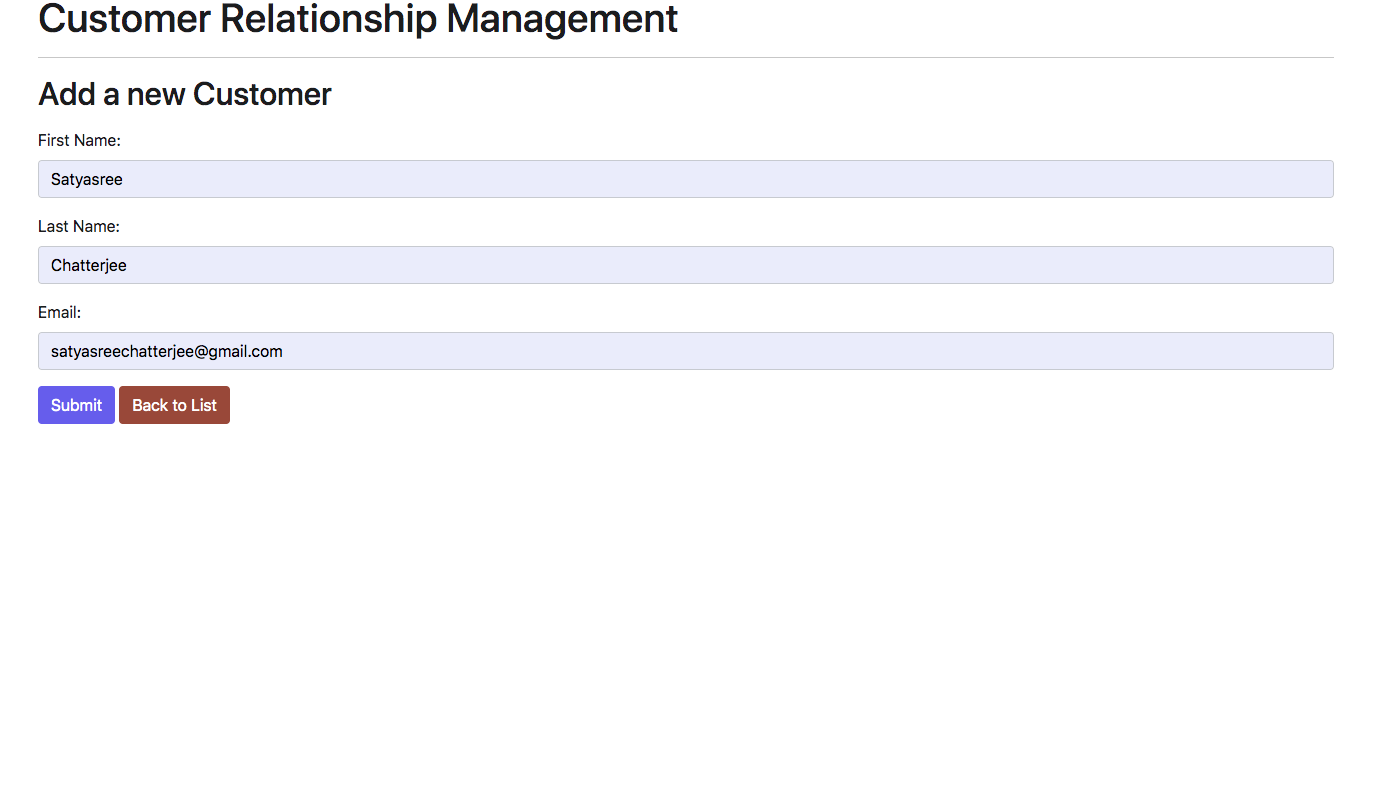 Customer Relationship Management
Add a new Customer
First Name:
Satyasree
Last Name:
Chatterjee
Email:
satyasreechatterjee@gmail.com
Submit Back to List